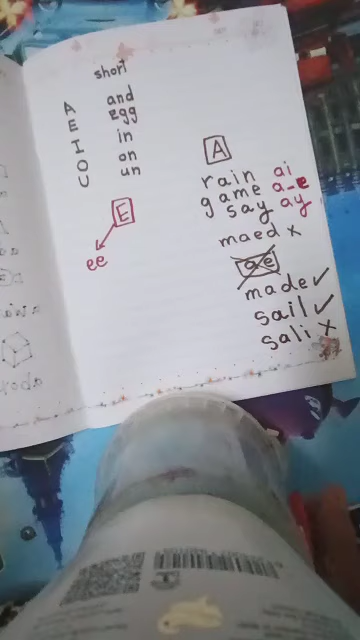 short
A and
E egg
I in
O on
U un
E
ee
A
rain ai
game a-e
say ay
maed x
ae
made ✓
sail ✓
sali x